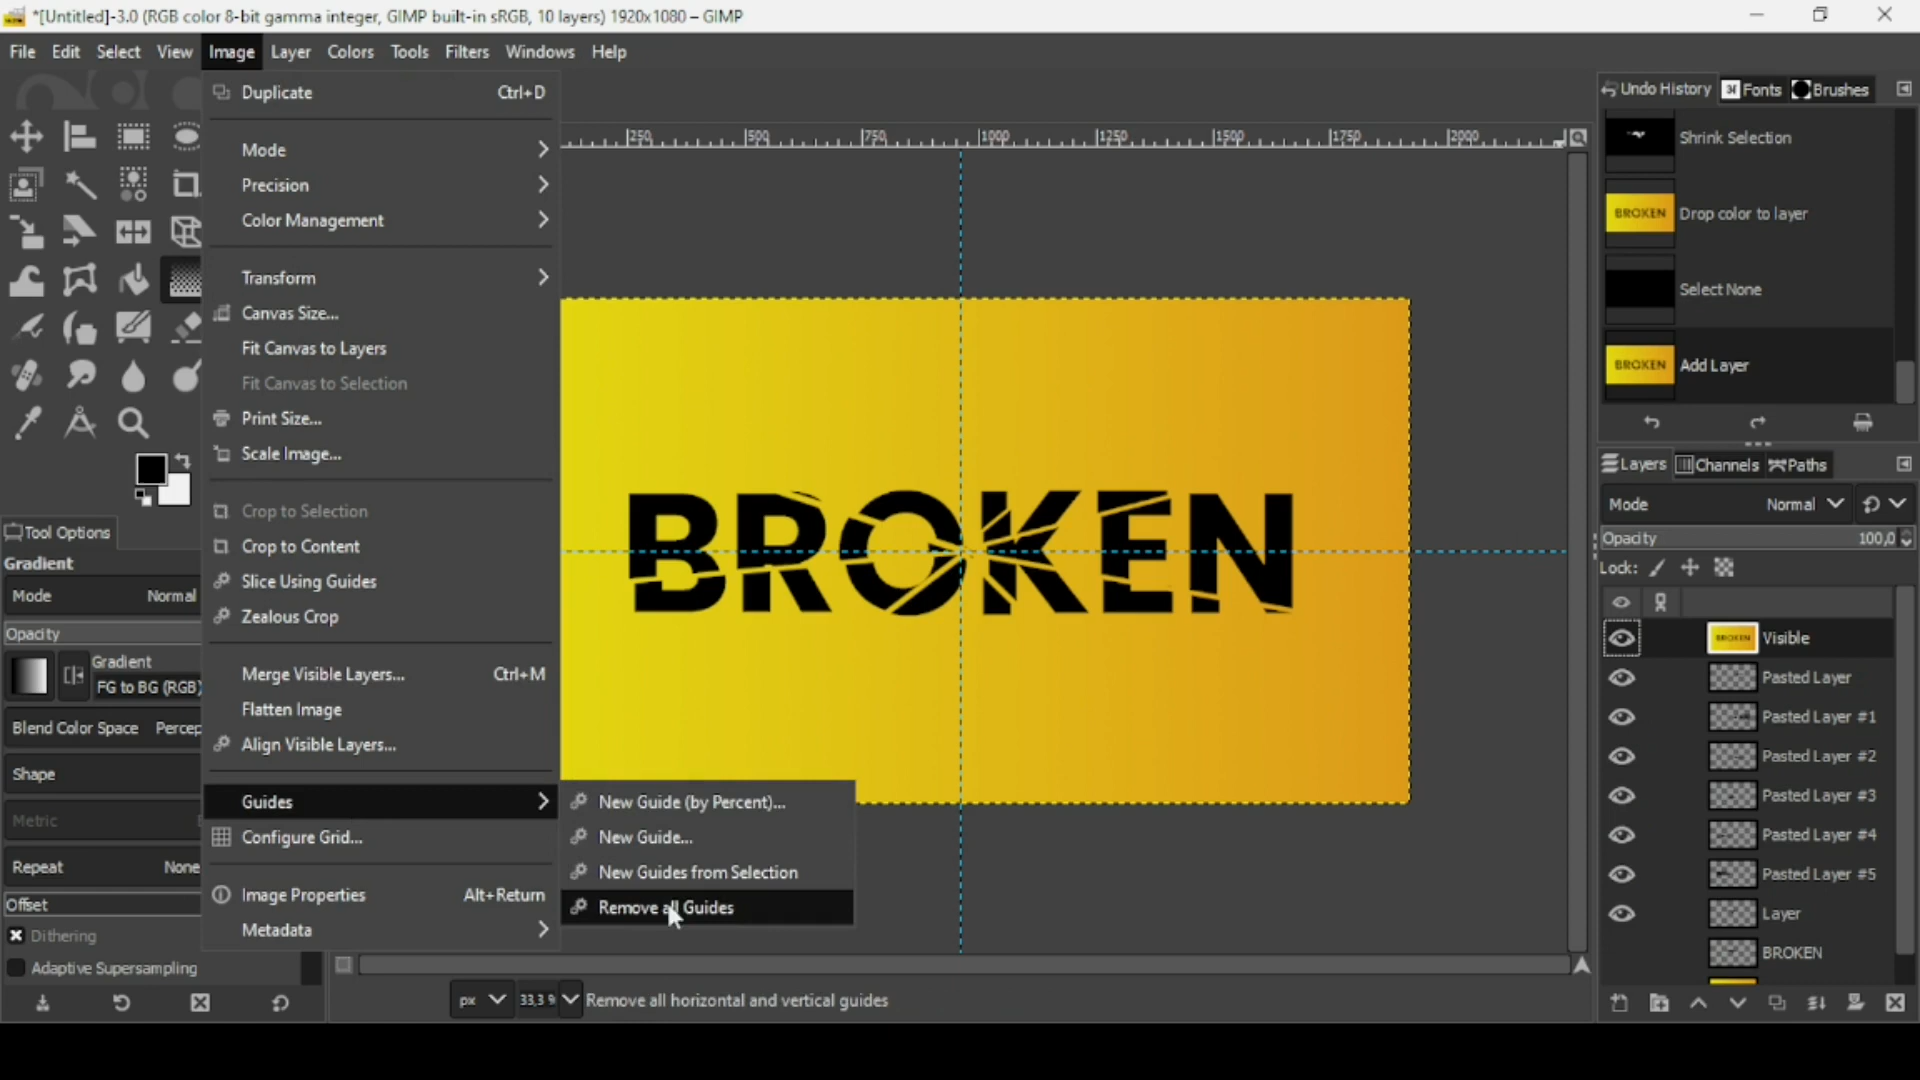 *[Untitled]-3.0 (RGB color 8-bit gamma integer, GIMP built-in sRGB, 10 layers) 1920x1080 – GIMP
File Edit Select View Image Layer Colors Tools Filters Windows Help
Duplicate Ctrl+D
Mode
Precision
Color Management
Transform
Canvas Size...
Fit Canvas to Layers
Fit Canvas to Selection
Print Size...
Scale Image...
Crop to Selection
Crop to Content
Slice Using Guides
Zealous Crop
Merge Visible Layers... Ctrl+M
Flatten Image
Align Visible Layers...
Guides
Configure Grid...
Image Properties Alt+Return
Metadata
New Guide (by Percent)...
New Guide...
New Guides from Selection
Remove all Guides
Tool Options
Gradient
Mode Normal
Opacity
Gradient
FG to BG (RGB)
Blend Color Space Percep
Shape
Metric
Repeat None
Offset
Dithering
Adaptive Supersampling
250 500 750 1000 1250 1500 1750 2000
BROKEN
px 33,3 % Remove all horizontal and vertical guides
Undo History Fonts Brushes
Shrink Selection
BROKEN Drop color to layer
Select None
BROKEN Add Layer
Layers Channels Paths
Mode Normal
Opacity 100,0
Lock:
BROKEN Visible
Pasted Layer
Pasted Layer #1
Pasted Layer #2
Pasted Layer #3
Pasted Layer #4
Pasted Layer #5
Layer
BROKEN